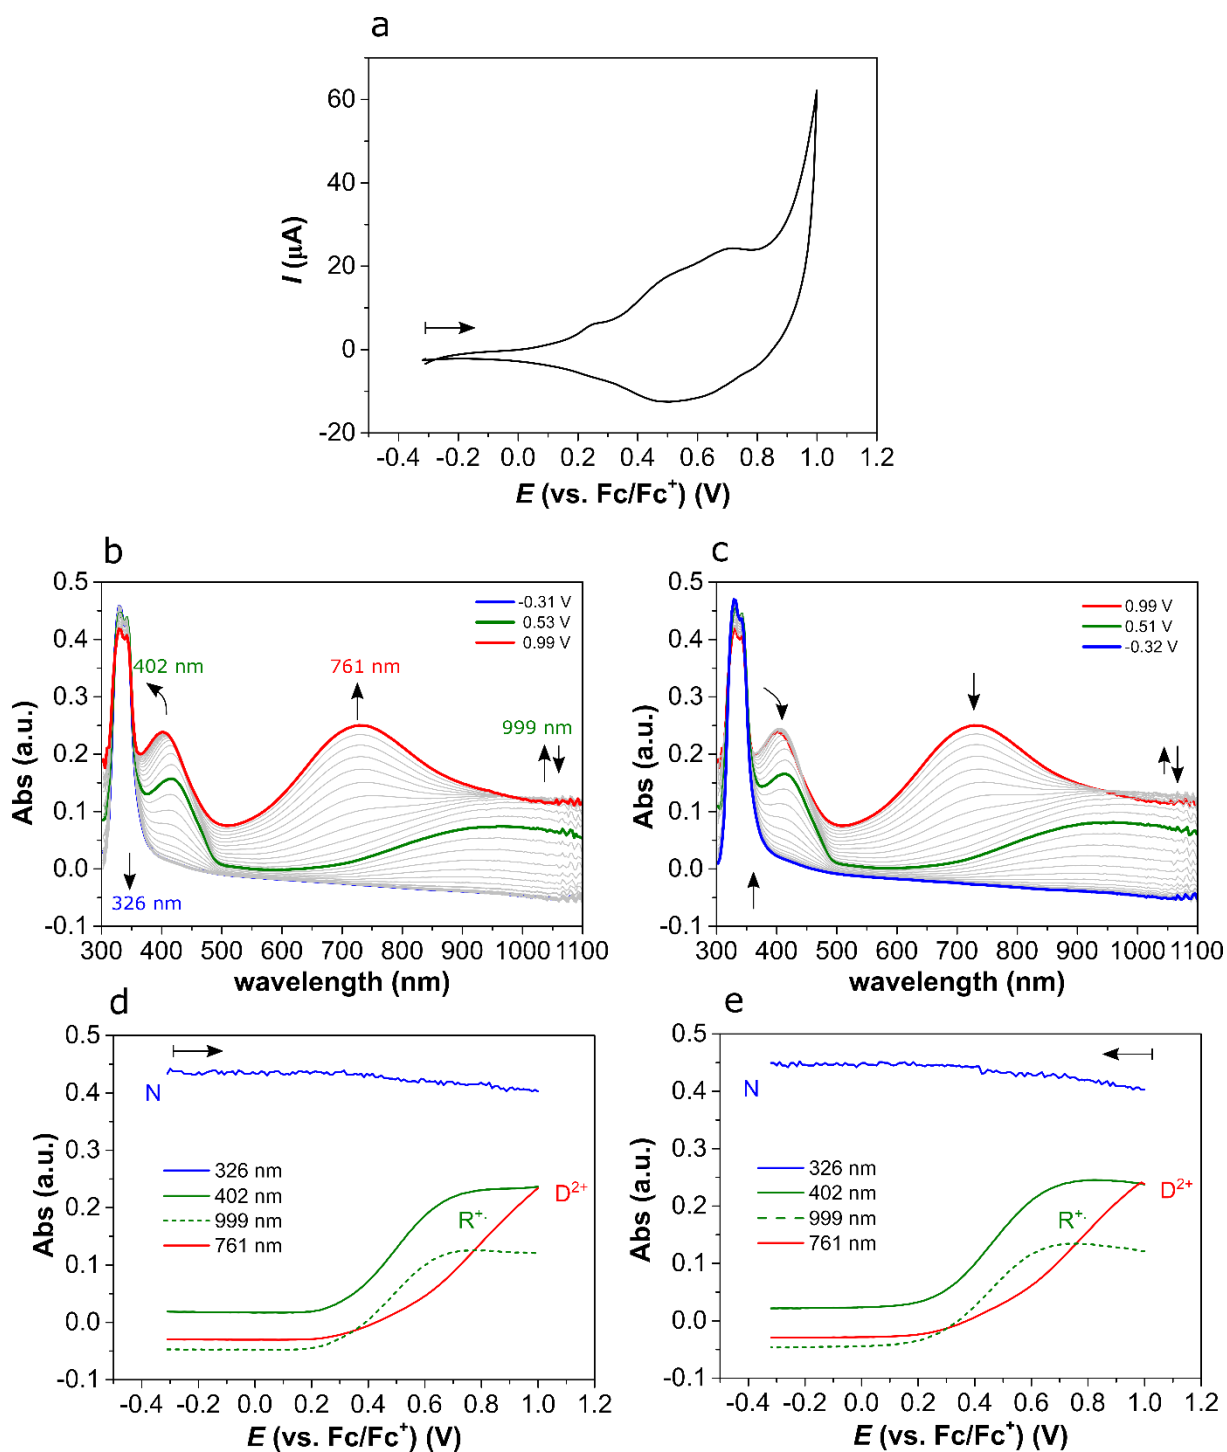 a
60
40
20
0
-20
I (μA)
-0.4 -0.2 0.0 0.2 0.4 0.6 0.8 1.0 1.2
E (vs. Fc/Fc⁺) (V)
b
0.5
0.4
0.3
0.2
0.1
0.0
-0.1
Abs (a.u.)
-0.31 V
0.53 V
0.99 V
402 nm
761 nm
999 nm
326 nm
300 400 500 600 700 800 900 1000 1100
wavelength (nm)
c
0.5
0.4
0.3
0.2
0.1
0.0
-0.1
Abs (a.u.)
0.99 V
0.51 V
-0.32 V
300 400 500 600 700 800 900 1000 1100
wavelength (nm)
d
0.5
0.4
0.3
0.2
0.1
0.0
-0.1
Abs (a.u.)
N
326 nm
402 nm
999 nm
761 nm
R⁺·
D²⁺
-0.4 -0.2 0.0 0.2 0.4 0.6 0.8 1.0 1.2
E (vs. Fc/Fc⁺) (V)
e
0.5
0.4
0.3
0.2
0.1
0.0
-0.1
Abs (a.u.)
N
326 nm
402 nm
999 nm
761 nm
R⁺·
D²⁺
-0.4 -0.2 0.0 0.2 0.4 0.6 0.8 1.0 1.2
E (vs. Fc/Fc⁺) (V)